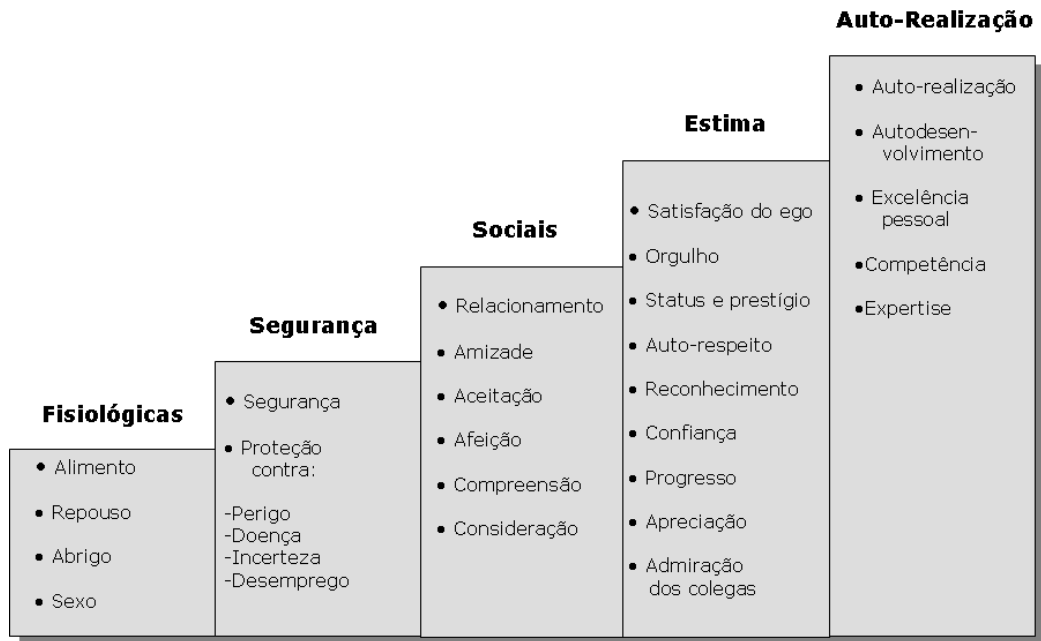 Fisiológicas
• Alimento
• Repouso
• Abrigo
• Sexo
Segurança
• Segurança
• Proteção
contra:
-Perigo
-Doença
-Incerteza
-Desemprego
Sociais
• Relacionamento
• Amizade
• Aceitação
• Afeição
• Compreensão
• Consideração
Estima
• Satisfação do ego
• Orgulho
• Status e prestígio
• Auto-respeito
• Reconhecimento
• Confiança
• Progresso
• Apreciação
• Admiração
dos colegas
Auto-Realização
• Auto-realização
• Autodesen-
volvimento
• Excelência
pessoal
•Competência
•Expertise